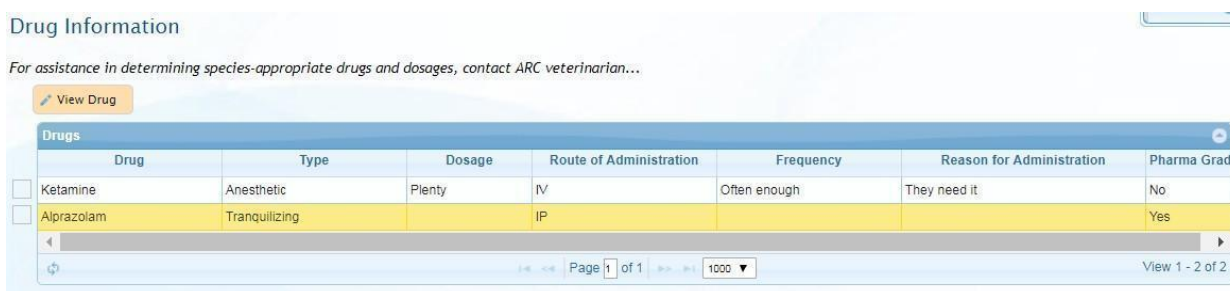 Drug Information
For assistance in determining species-appropriate drugs and dosages, contact ARC veterinarian...
View Drug
Drugs
Drug Type Dosage Route of Administration Frequency Reason for Administration Pharma Grad
Ketamine Anesthetic Plenty IV Often enough They need it No
Alprazolam Tranquilizing IP Yes
Page 1 of 1 1000 View 1 - 2 of 2